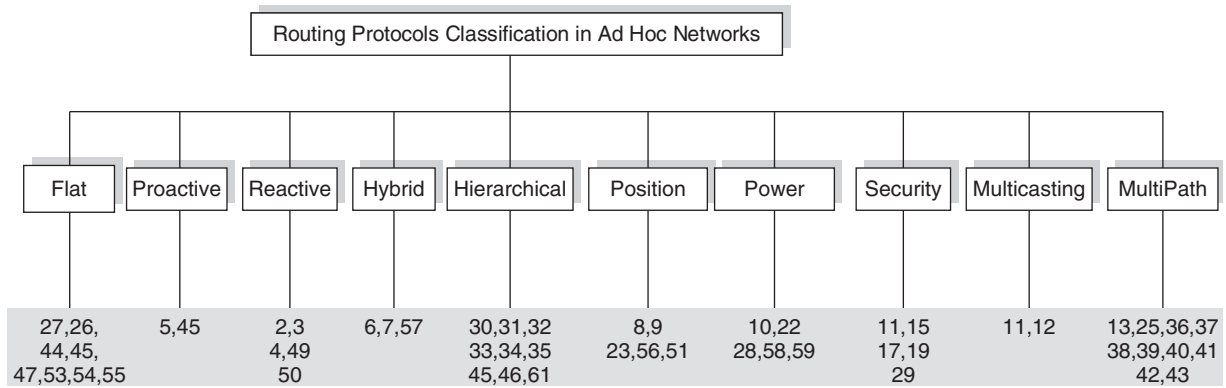 Routing Protocols Classification in Ad Hoc Networks
Flat
Proactive
Reactive
Hybrid
Hierarchical
Position
Power
Security
Multicasting
MultiPath
27,26,
44,45,
47,53,54,55
5,45
2,3
4,49
50
6,7,57
30,31,32
33,34,35
45,46,61
8,9
23,56,51
10,22
28,58,59
11,15
17,19
29
11,12
13,25,36,37
38,39,40,41
42,43